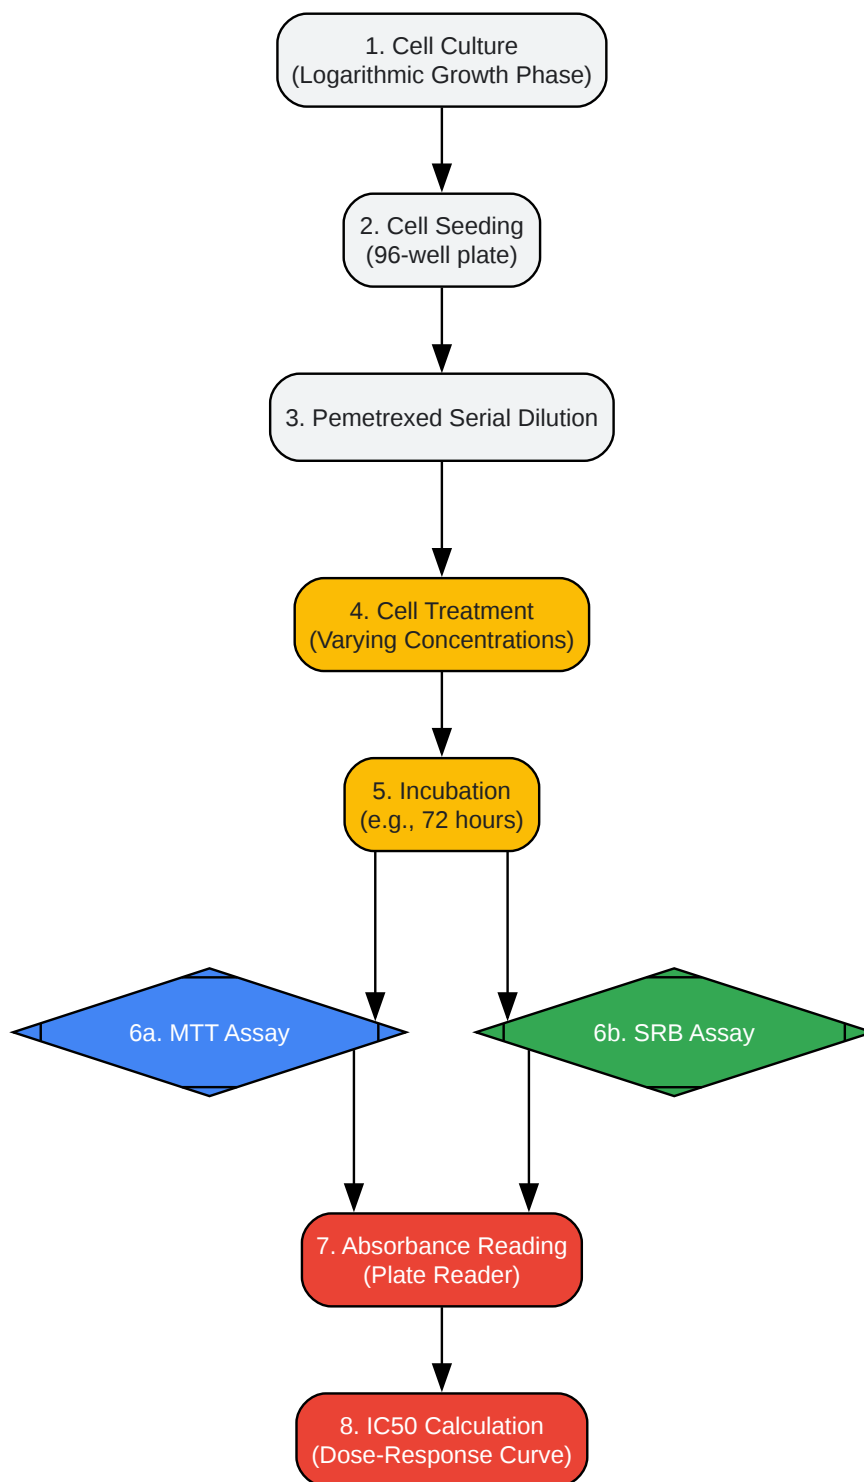 1. Cell Culture
(Logarithmic Growth Phase)
2. Cell Seeding
(96-well plate)
3. Pemetrexed Serial Dilution
4. Cell Treatment
(Varying Concentrations)
5. Incubation
(e.g., 72 hours)
6a. MTT Assay
6b. SRB Assay
7. Absorbance Reading
(Plate Reader)
8. IC50 Calculation
(Dose-Response Curve)